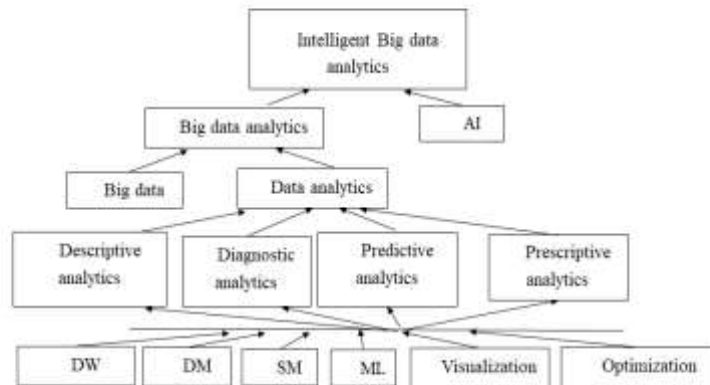 Intelligent Big data
analytics
Big data analytics
AI
Big data
Data analytics
Descriptive
analytics
Diagnostic
analytics
Predictive
analytics
Prescriptive
analytics
DW
DM
SM
ML
Visualization
Optimization